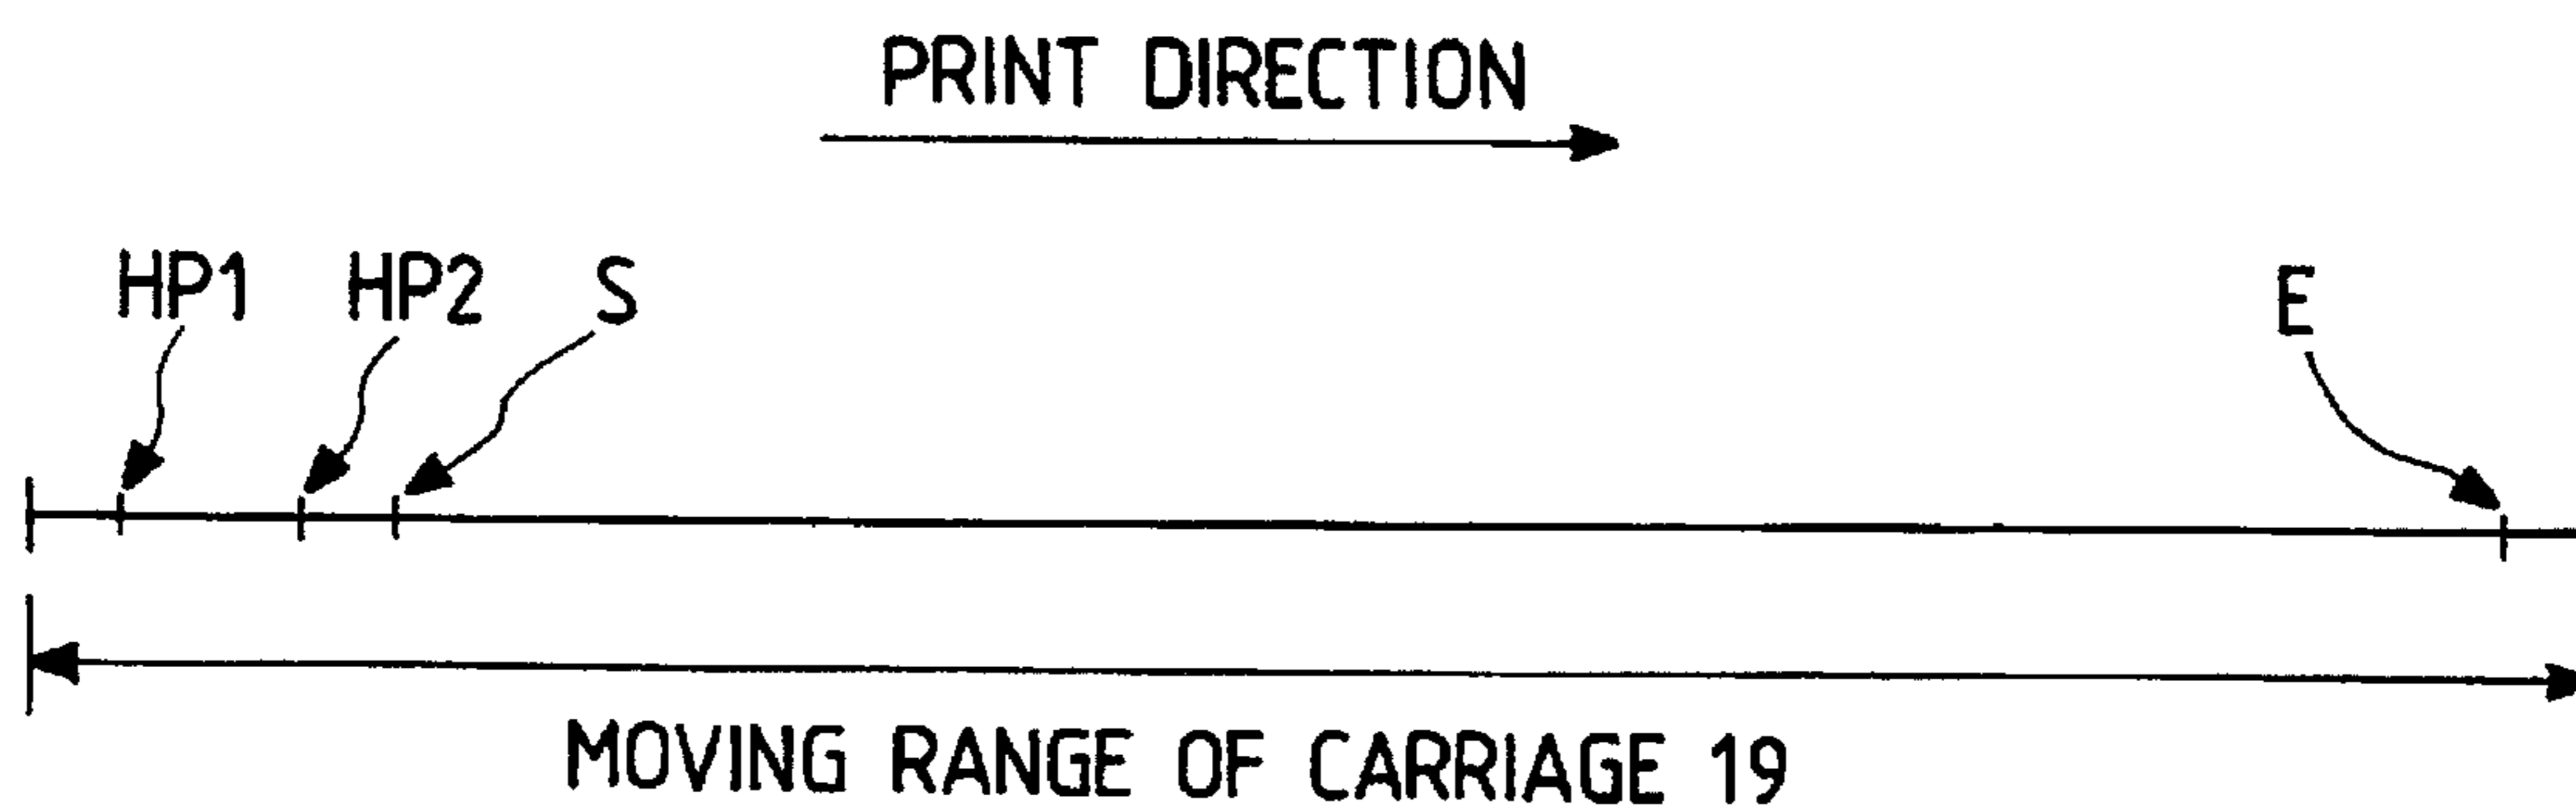 PRINT DIRECTION
HP1 HP2 S E
MOVING RANGE OF CARRIAGE 19